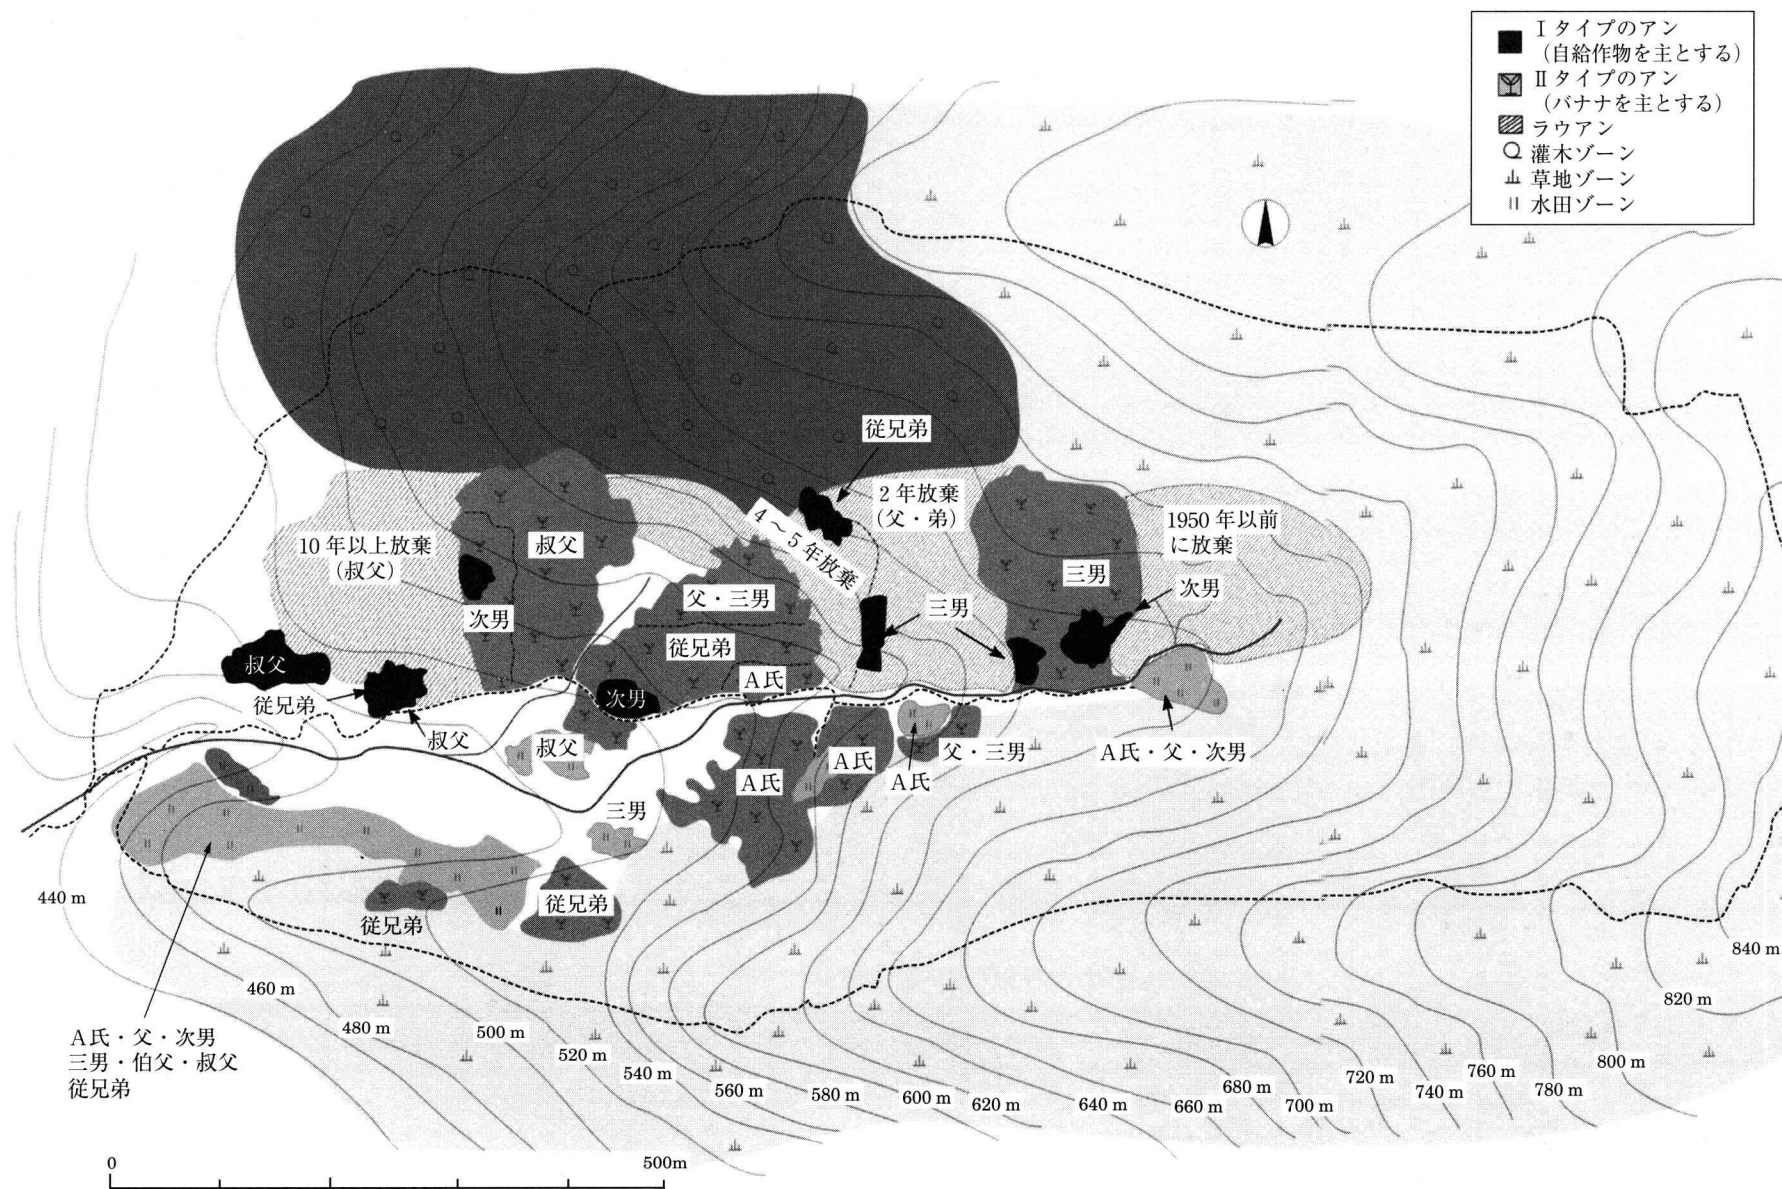 Ⅰタイプのアン
（自給作物を主とする）
Ⅱタイプのアン
（バナナを主とする）
ラウアン
灌木ゾーン
草地ゾーン
水田ゾーン
従兄弟
2年放棄
（父・弟）
4～5年放棄
1950年以前
に放棄
10年以上放棄
（叔父）
叔父
三男
次男
父・三男
三男
次男
従兄弟
叔父
A氏
次男
従兄弟
叔父
叔父
A氏
A氏
A氏
父・三男
A氏・父・次男
三男
従兄弟
従兄弟
A氏・父・次男
三男・伯父・叔父
従兄弟
440 m
460 m
480 m
500 m
520 m
540 m
560 m
580 m
600 m
620 m
640 m
660 m
680 m
700 m
720 m
740 m
760 m
780 m
800 m
820 m
840 m
0
500m